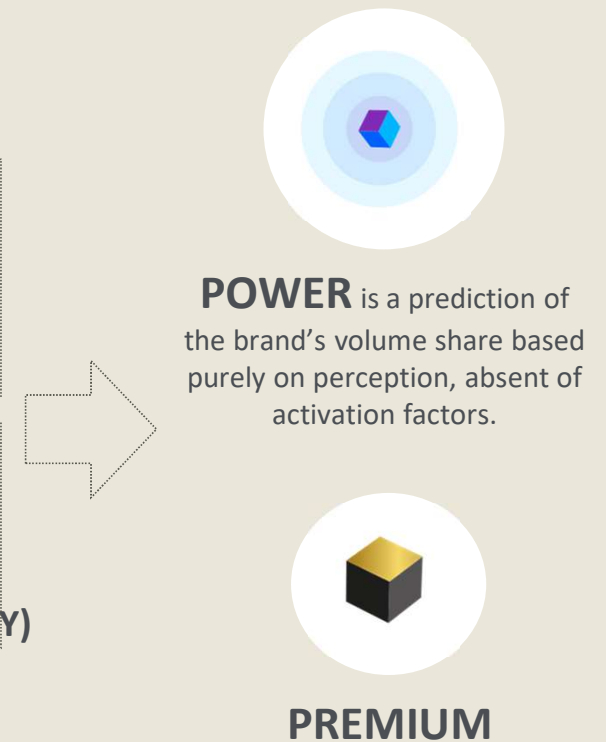 POWER is a prediction of
the brand’s volume share based
purely on perception, absent of
activation factors.
Y)
PREMIUM